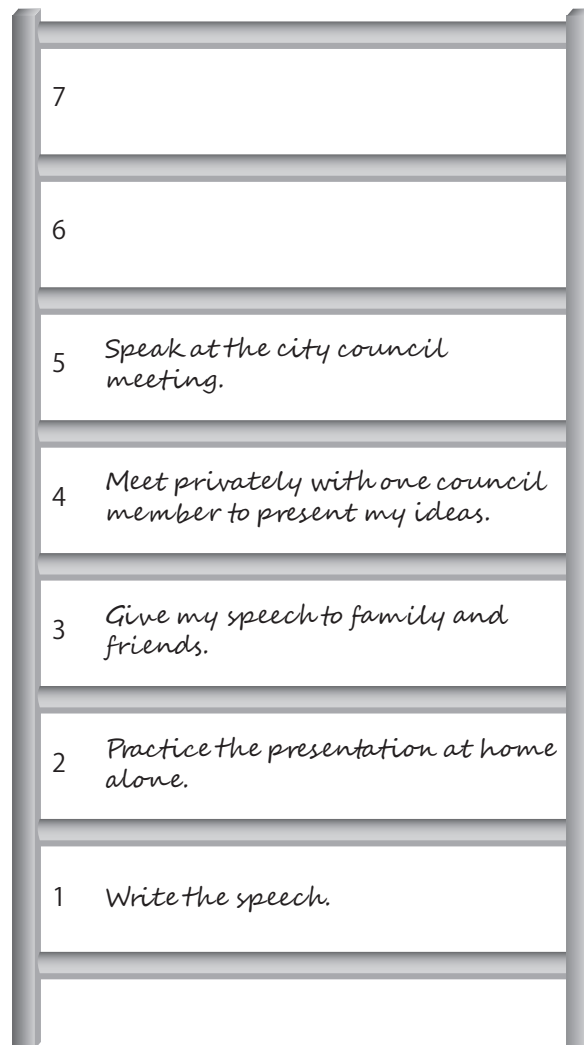 7
6
5 Speak at the city council
meeting.
4 Meet privately with one council
member to present my ideas.
3 Give my speech to family and
friends.
2 Practice the presentation at home
alone.
1 Write the speech.